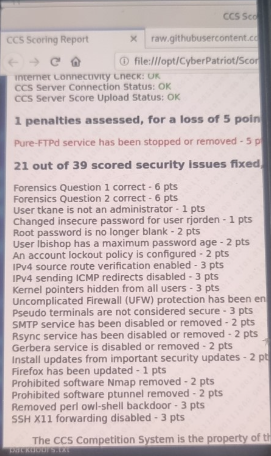 CCS Sco
CCS Scoring Report
raw.githubusercontent.co
file:///opt/CyberPatriot/Scor
Internet Connectivity Check: OK
CCS Server Connection Status: OK
CCS Server Score Upload Status: OK
1 penalties assessed, for a loss of 5 poin
Pure-FTPd service has been stopped or removed - 5 p
21 out of 39 scored security issues fixed,
Forensics Question 1 correct - 6 pts
Forensics Question 2 correct - 6 pts
User tkane is not an administrator - 1 pts
Changed insecure password for user rjorden - 1 pts
Root password is no longer blank - 2 pts
User lbishop has a maximum password age - 2 pts
An account lockout policy is configured - 2 pts
IPv4 source route verification enabled - 3 pts
IPv4 sending ICMP redirects disabled - 3 pts
Kernel pointers hidden from all users - 3 pts
Uncomplicated Firewall (UFW) protection has been en
Pseudo terminals are not considered secure - 3 pts
SMTP service has been disabled or removed - 2 pts
Rsync service has been disabled or removed - 2 pts
Gerbera service is disabled or removed - 2 pts
Install updates from important security updates - 2 pt
Firefox has been updated - 1 pts
Prohibited software Nmap removed - 2 pts
Prohibited software ptunnel removed - 2 pts
Removed perl owl-shell backdoor - 3 pts
SSH X11 forwarding disabled - 3 pts
The CCS Competition System is the property of th
backdoors.txt